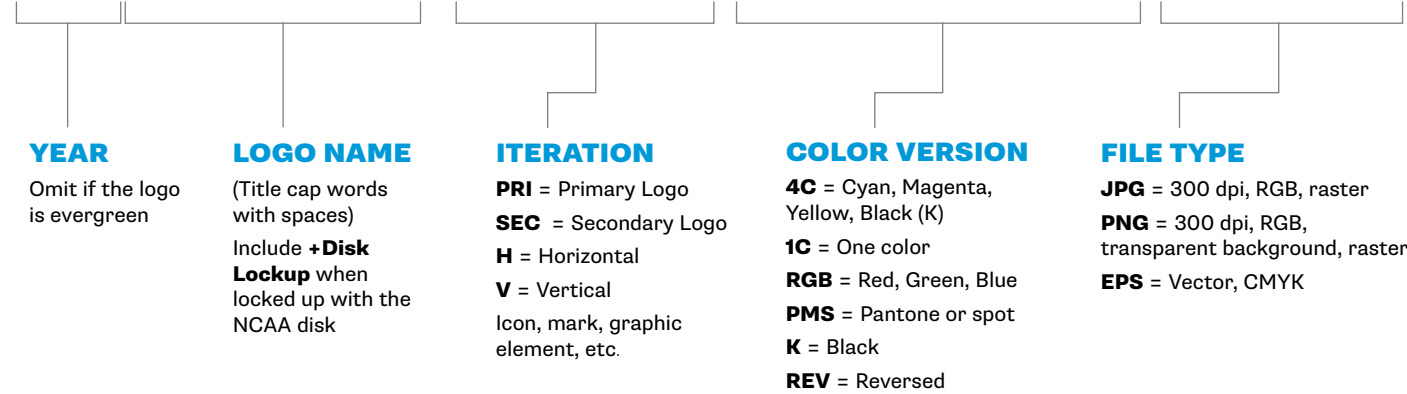 YEAR
Omit if the logo
is evergreen
LOGO NAME
(Title cap words
with spaces)
Include +Disk
Lockup when
locked up with the
NCAA disk
ITERATION
PRI = Primary Logo
SEC = Secondary Logo
H = Horizontal
V = Vertical
Icon, mark, graphic
element, etc.
COLOR VERSION
4C = Cyan, Magenta,
Yellow, Black (K)
1C = One color
RGB = Red, Green, Blue
PMS = Pantone or spot
K = Black
REV = Reversed
FILE TYPE
JPG = 300 dpi, RGB, raster
PNG = 300 dpi, RGB,
transparent background, raster
EPS = Vector, CMYK